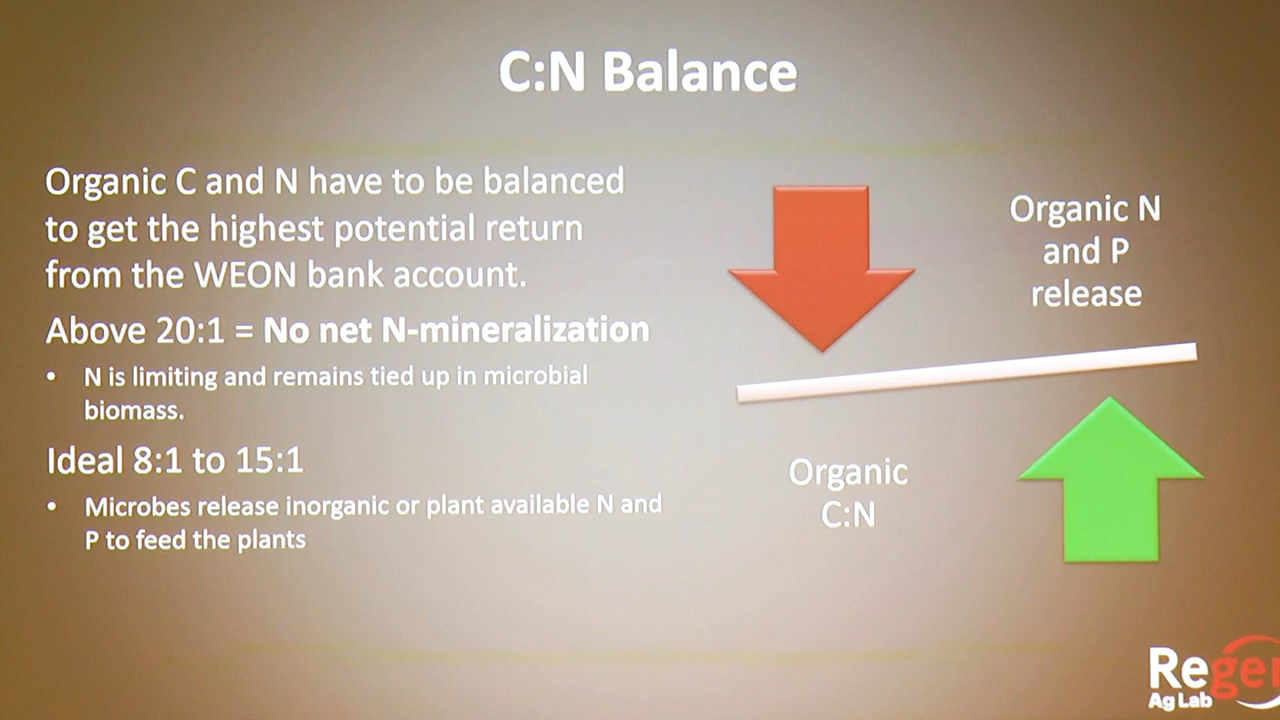 C:N Balance
Organic C and N have to be balanced
to get the highest potential return
from the WEON bank account.
Above 20:1 = No net N-mineralization
• N is limiting and remains tied up in microbial
biomass.
Ideal 8:1 to 15:1
• Microbes release inorganic or plant available N and
P to feed the plants
Organic N
and P
release
Organic
C:N
Regen
Ag Lab